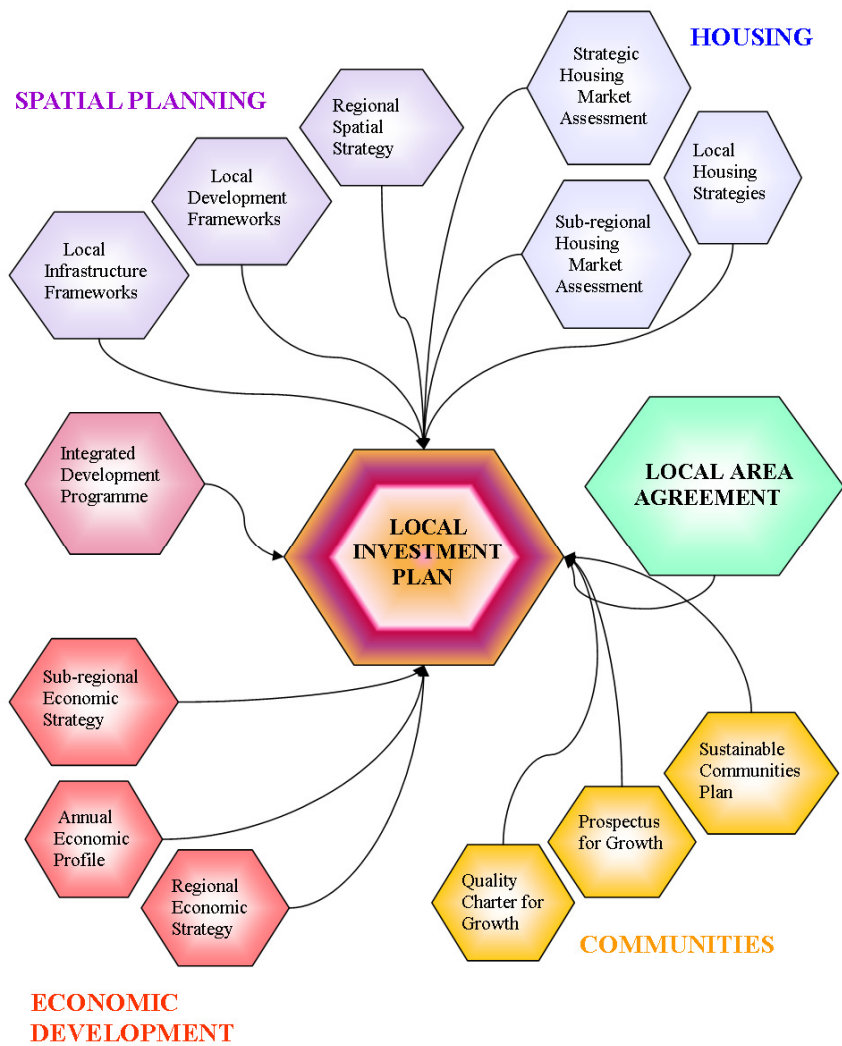 HOUSING
Strategic
Housing
Market
Assessment
SPATIAL PLANNING
Regional
Spatial
Strategy
Local
Housing
Strategies
Local
Development
Frameworks
Sub-regional
Housing
Market
Assessment
Local
Infrastructure
Frameworks
Integrated
Development
Programme
LOCAL AREA
AGREEMENT
LOCAL
INVESTMENT
PLAN
Sub-regional
Economic
Strategy
Sustainable
Communities
Plan
Annual
Economic
Profile
Prospectus
for Growth
Regional
Economic
Strategy
Quality
Charter for
Growth
COMMUNITIES
ECONOMIC
DEVELOPMENT